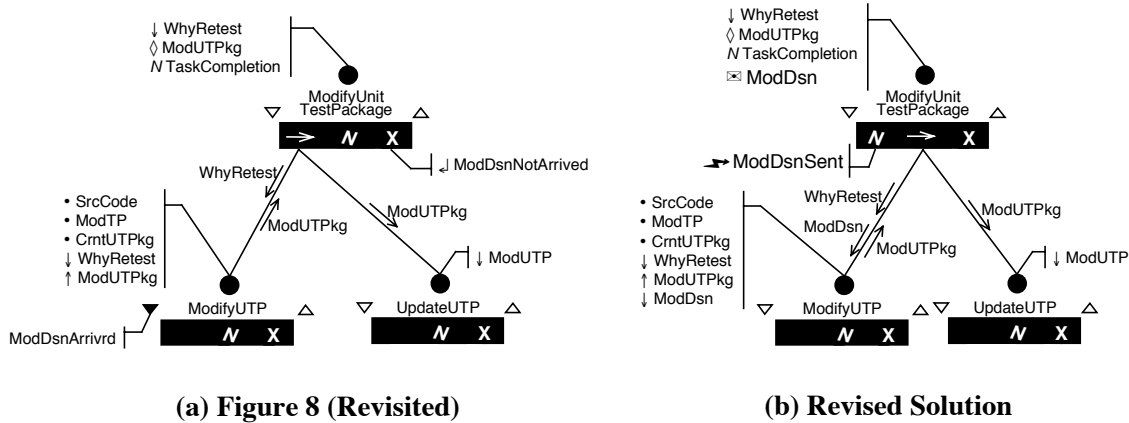 ↓ WhyRetest
◊ ModUTPkg
N TaskCompletion
ModifyUnit
TestPackage
→ N X
↲ ModDsnNotArrived
WhyRetest
ModUTPkg
ModUTPkg
• SrcCode
• ModTP
• CrntUTPkg
↓ WhyRetest
↑ ModUTPkg
↓ ModUTP
ModifyUTP
UpdateUTP
ModDsnArrivrd
N X
N X
(a) Figure 8 (Revisited)
↓ WhyRetest
◊ ModUTPkg
N TaskCompletion
✉ ModDsn
ModifyUnit
TestPackage
N → X
ModDsnSent
WhyRetest
ModDsn
ModUTPkg
ModUTPkg
• SrcCode
• ModTP
• CrntUTPkg
↓ WhyRetest
↑ ModUTPkg
↓ ModDsn
↓ ModUTP
ModifyUTP
UpdateUTP
N X
N X
(b) Revised Solution